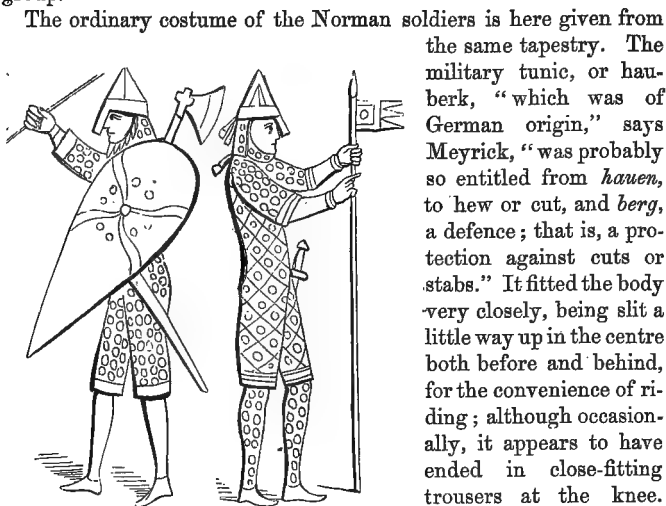 The ordinary costume of the Norman soldiers is here given from
the same tapestry. The
military tunic, or hau-
berk, "which was of
German origin," says
Meyrick, "was probably
so entitled from hauen,
to hew or cut, and berg,
a defence; that is, a pro-
tection against cuts or
stabs." It fitted the body
very closely, being slit a
little way up in the centre
both before and behind,
for the convenience of ri-
ding; although occasion-
ally, it appears to have
ended in close-fitting
trousers at the knee.